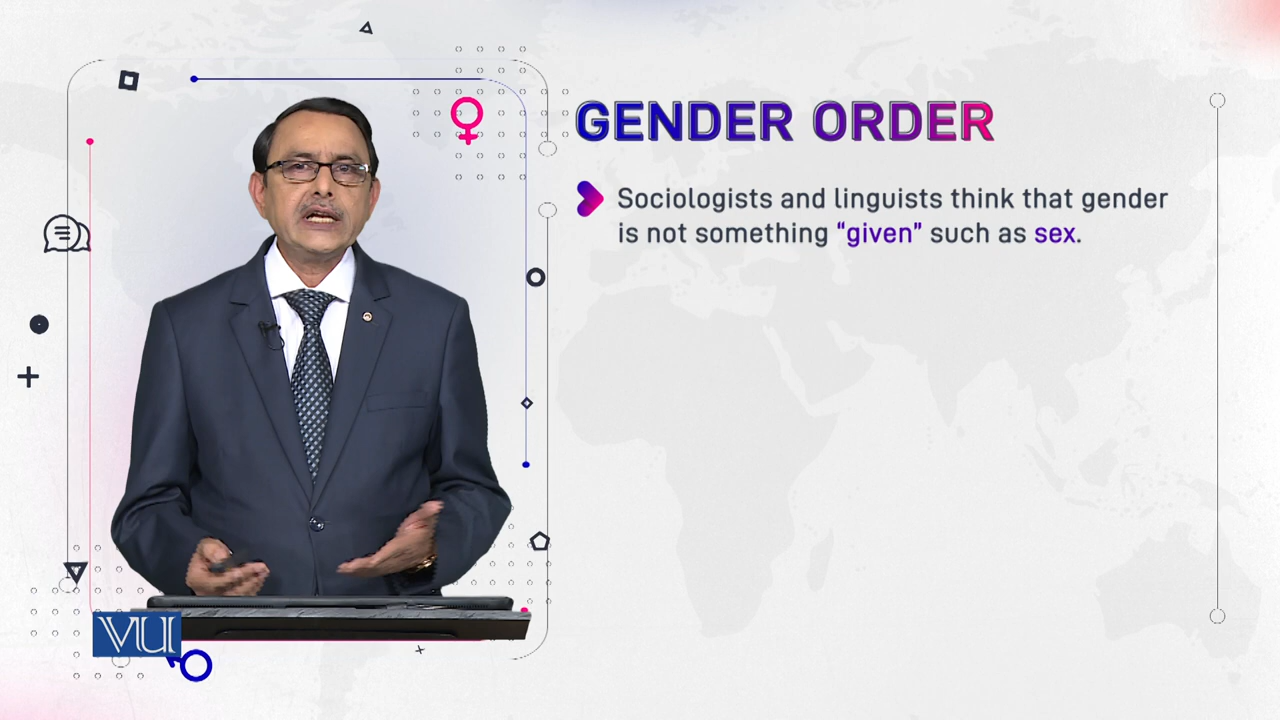 GENDER ORDER
Sociologists and linguists think that gender
is not something “given” such as sex.
VU